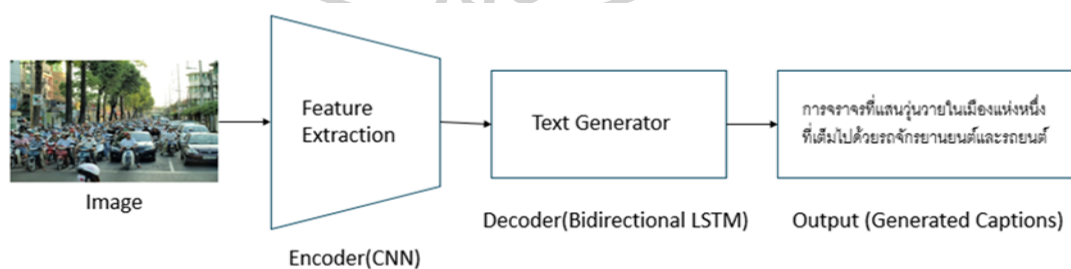 Feature
Extraction
Text Generator
การจราจรที่แสนวุ่นวายในเมืองแห่งหนึ่ง
ที่เต็มไปด้วยรถจักรยานยนต์และรถยนต์
Image
Decoder(Bidirectional LSTM)
Output (Generated Captions)
Encoder(CNN)